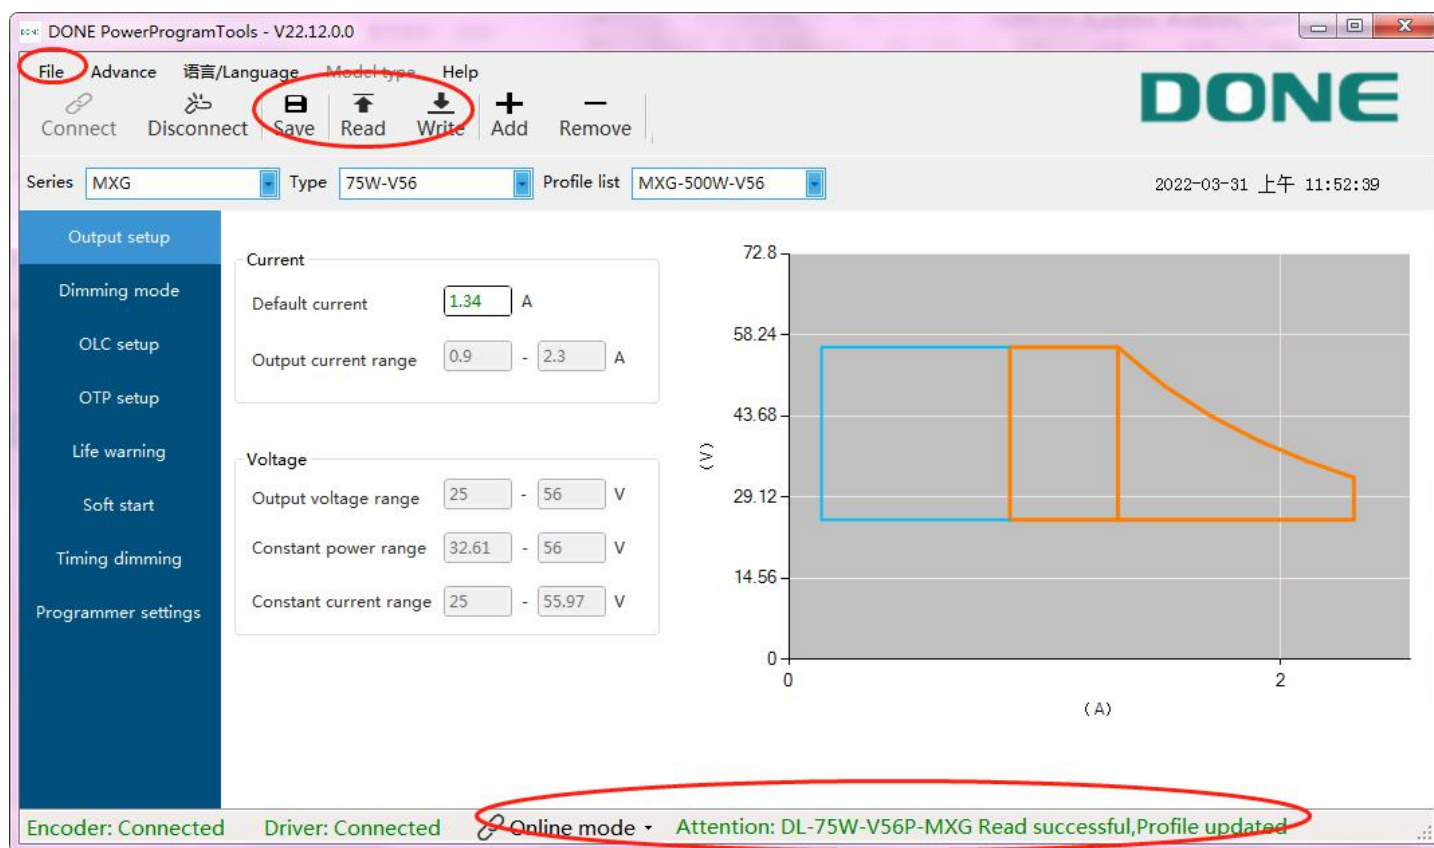 DONE DONE PowerProgramTools - V22.12.0.0
File Advance 语言/Language Model type Help
DONE
Connect Disconnect Save Read Write Add Remove
Series MXG Type 75W-V56 Profile list MXG-500W-V56 2022-03-31 上午 11:52:39
Output setup
Dimming mode
OLC setup
OTP setup
Life warning
Soft start
Timing dimming
Programmer settings
Current
Default current 1.34 A
Output current range 0.9 - 2.3 A
Voltage
Output voltage range 25 - 56 V
Constant power range 32.61 - 56 V
Constant current range 25 - 55.97 V
72.8
58.24
43.68
(V)
29.12
14.56
0
0 2
(A)
Encoder: Connected Driver: Connected Online mode Attention: DL-75W-V56P-MXG Read successful,Profile updated